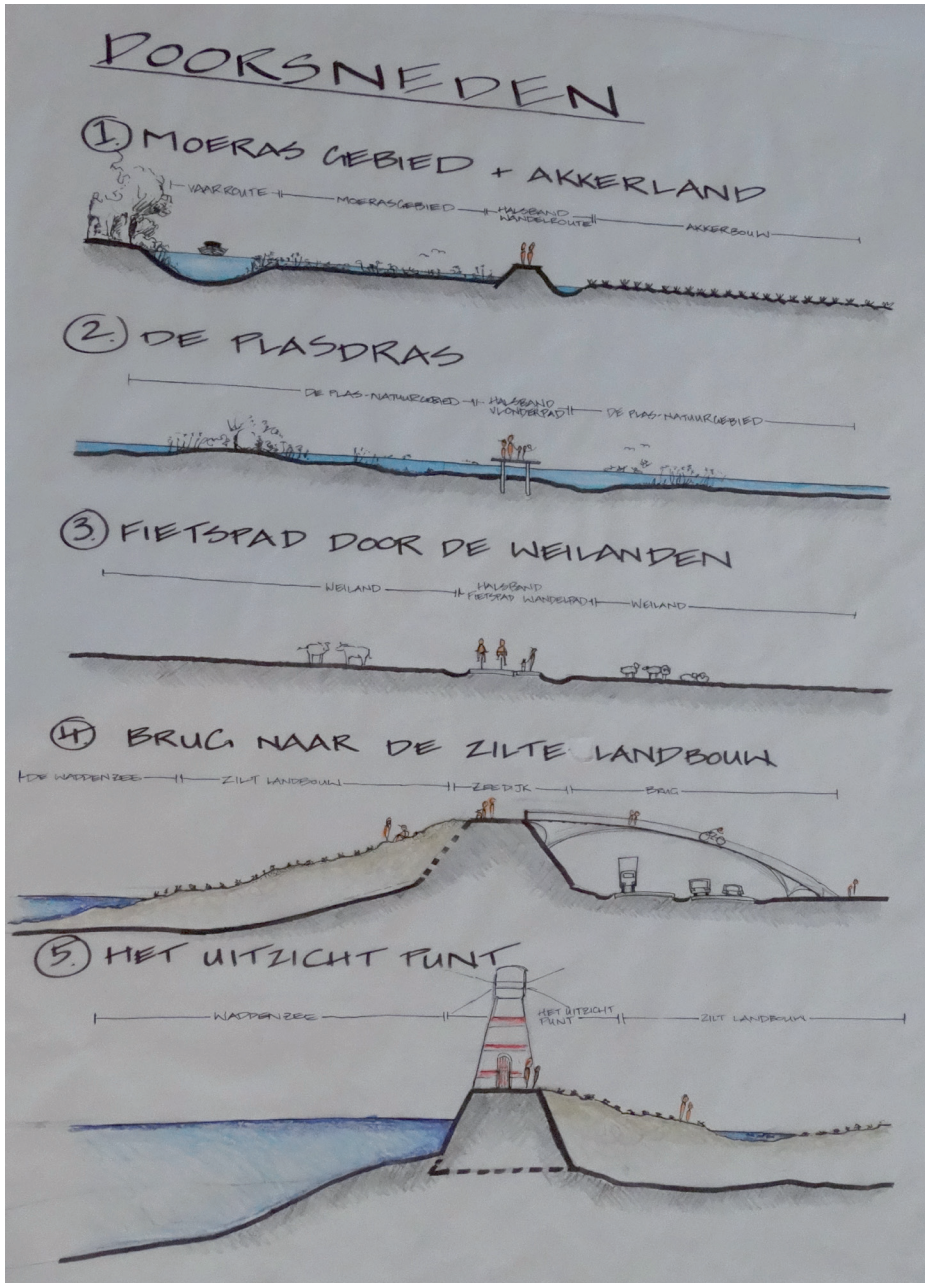 DOORSNEDEN
1. MOERAS GEBIED + AKKERLAND
VAARROUTE
MOERASGEBIED
HALSBAND
WANDELROUTE
AKKERBOUW
2. DE PLASDRAS
DE PLAS-NATUURGEBIED
HALSBAND
VLONDERPAD
DE PLAS-NATUURGEBIED
3. FIETSPAD DOOR DE WEILANDEN
WEILAND
HALSBAND
FIETSPAD WANDELPAD
WEILAND
4. BRUG NAAR DE ZILTE LANDBOUW
DE WADDENZEE
ZILT LANDBOUW
ZEEDIJK
BRUG
5. HET UITZICHT PUNT
WADDENZEE
HET UITZICHT
PUNT
ZILT LANDBOUW